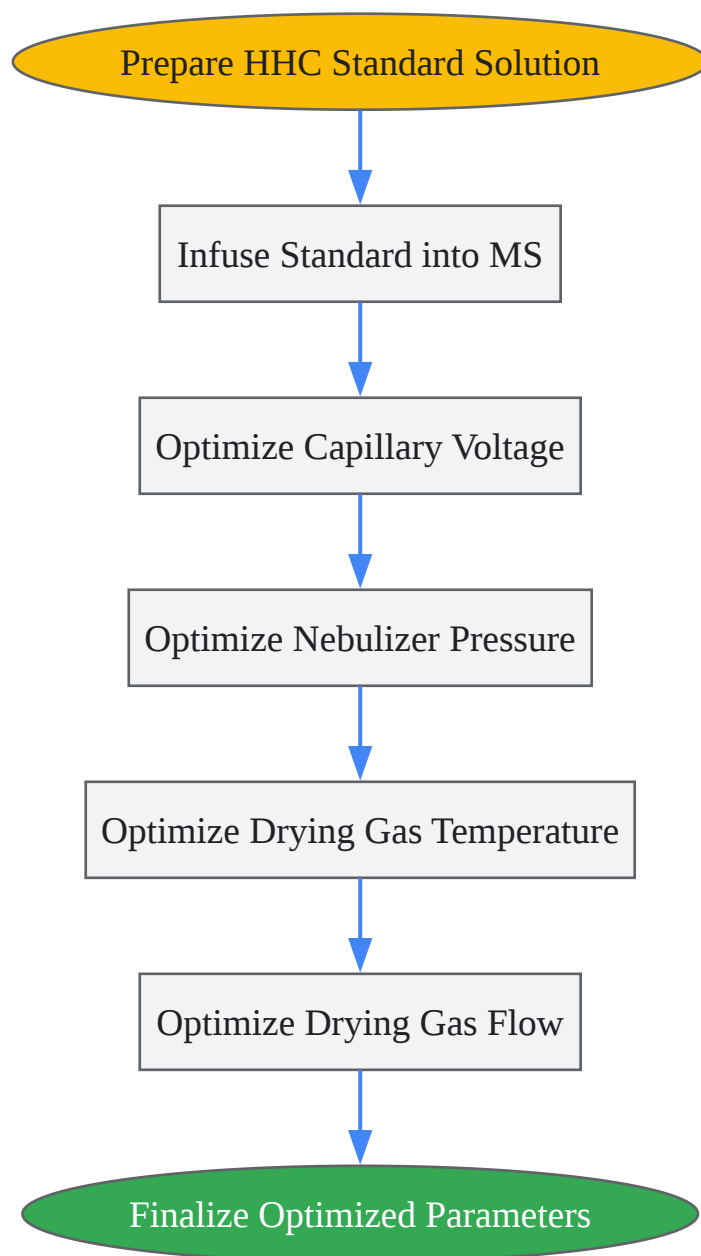 Prepare HHC Standard Solution
Infuse Standard into MS
Optimize Capillary Voltage
Optimize Nebulizer Pressure
Optimize Drying Gas Temperature
Optimize Drying Gas Flow
Finalize Optimized Parameters